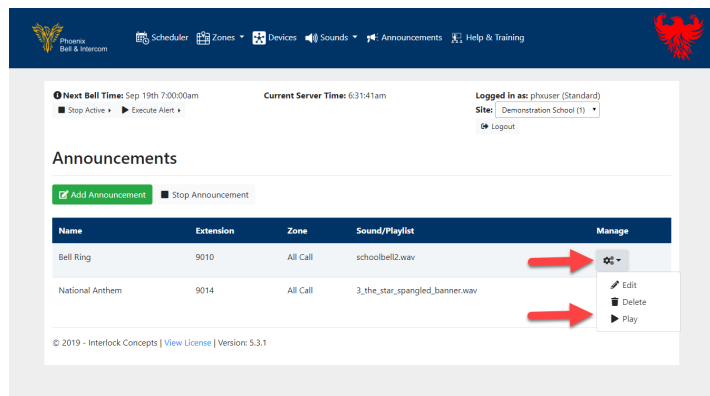 Phoenix
Bell & Intercom
Scheduler Zones Devices Sounds Announcements Help & Training
Next Bell Time: Sep 19th 7:00:00am Current Server Time: 6:31:41am Logged in as: phxuser (Standard)
Stop Active Execute Alert Site: Demonstration School (1)
Logout
Announcements
Add Announcement Stop Announcement
Name Extension Zone Sound/Playlist Manage
Bell Ring 9010 All Call schoolbell2.wav
Edit
National Anthem 9014 All Call 3_the_star_spangled_banner.wav
Delete
Play
© 2019 - Interlock Concepts | View License | Version: 5.3.1